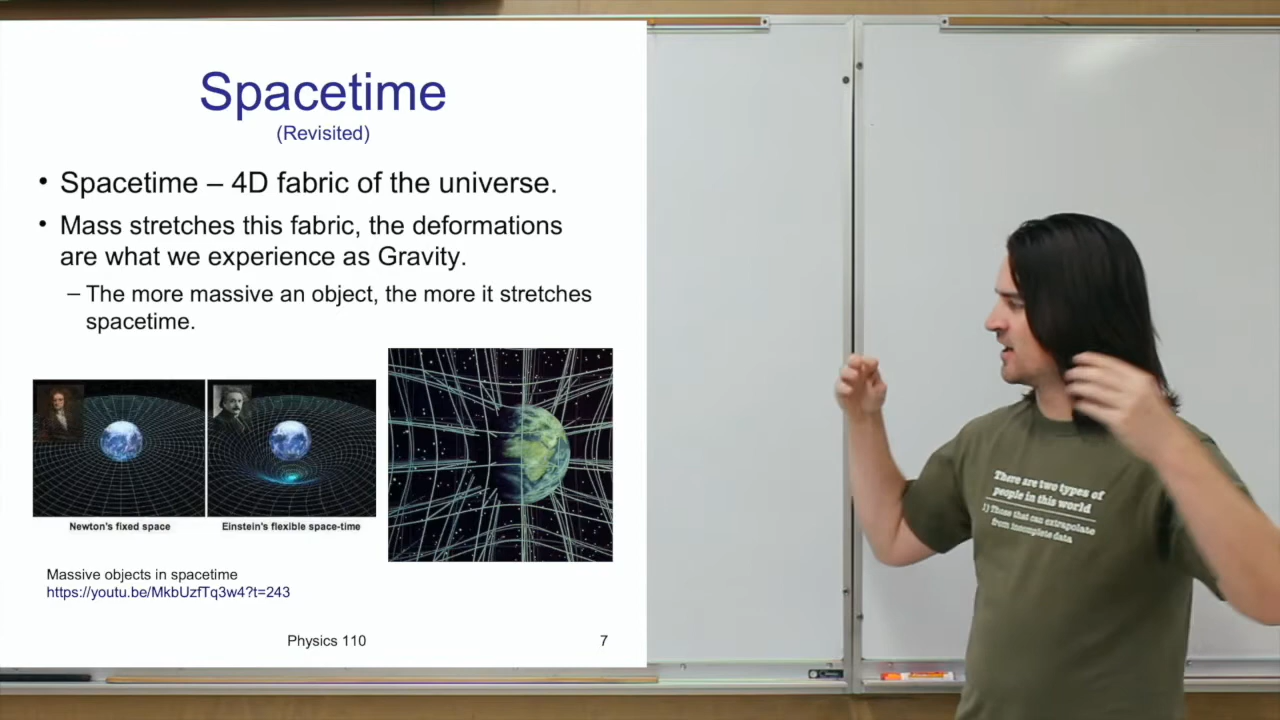 Spacetime
(Revisited)
• Spacetime – 4D fabric of the universe.
• Mass stretches this fabric, the deformations
are what we experience as Gravity.
– The more massive an object, the more it stretches
spacetime.
Newton's fixed space
Einstein's flexible space-time
Massive objects in spacetime
https://youtu.be/MkbUzfTq3w4?t=243
Physics 110
7
There are two types of
people in this world
1) Those that can extrapolate
from incomplete data